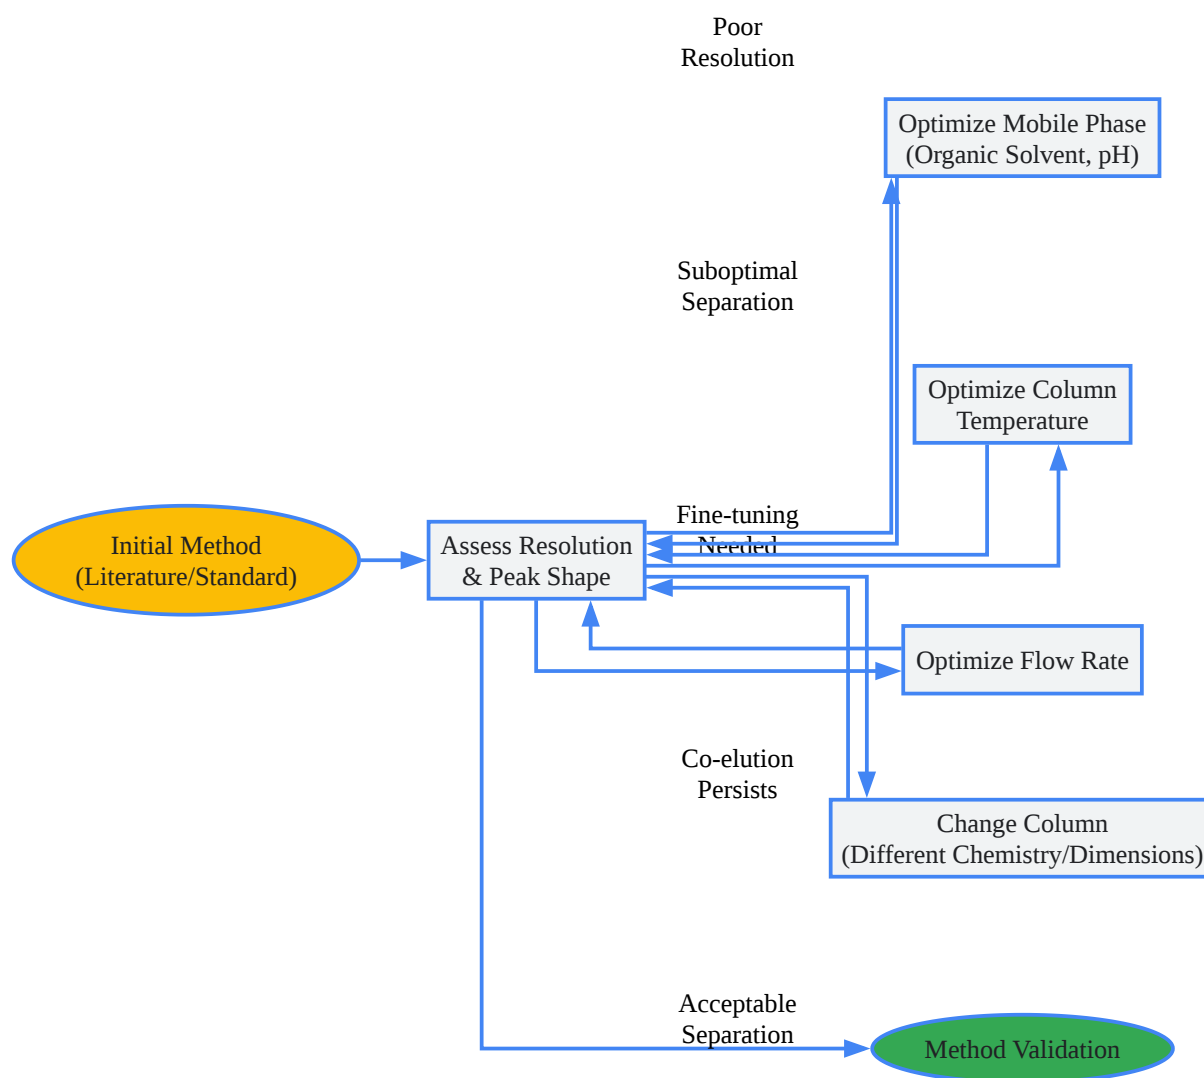 Poor
Resolution
Optimize Mobile Phase
(Organic Solvent, pH)
Suboptimal
Separation
Optimize Column
Temperature
Fine-tuning
Needed
Initial Method
(Literature/Standard)
Assess Resolution
& Peak Shape
Optimize Flow Rate
Co-elution
Persists
Change Column
(Different Chemistry/Dimensions)
Acceptable
Separation
Method Validation